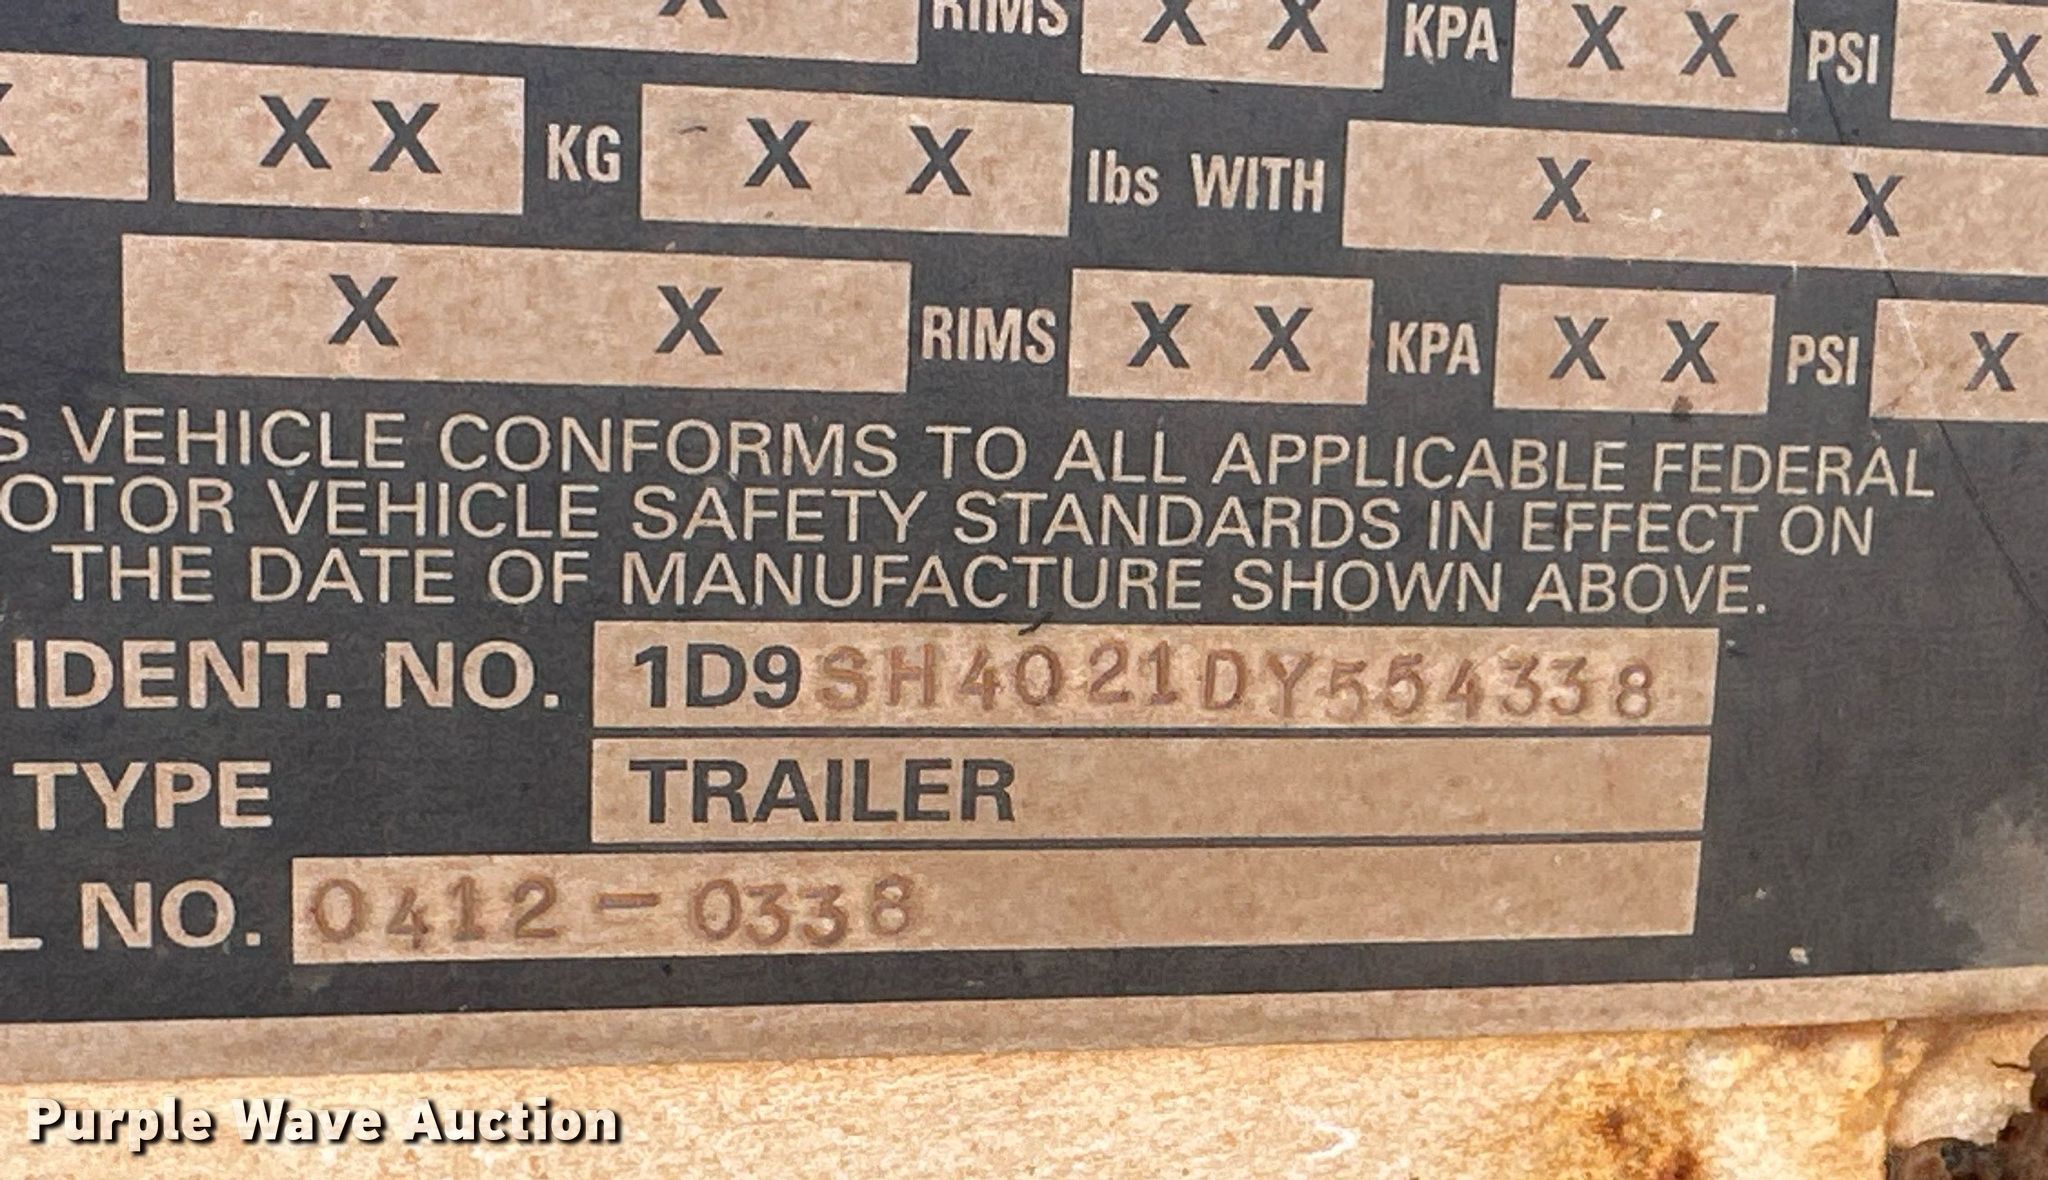 X RIMS X X KPA X X PSI X
X X X KG X X lbs WITH X X
X X RIMS X X KPA X X PSI X
S VEHICLE CONFORMS TO ALL APPLICABLE FEDERAL
OTOR VEHICLE SAFETY STANDARDS IN EFFECT ON
THE DATE OF MANUFACTURE SHOWN ABOVE.
IDENT. NO. 1D9SH4021DY554338
TYPE TRAILER
L NO. 0412-0338
Purple Wave Auction